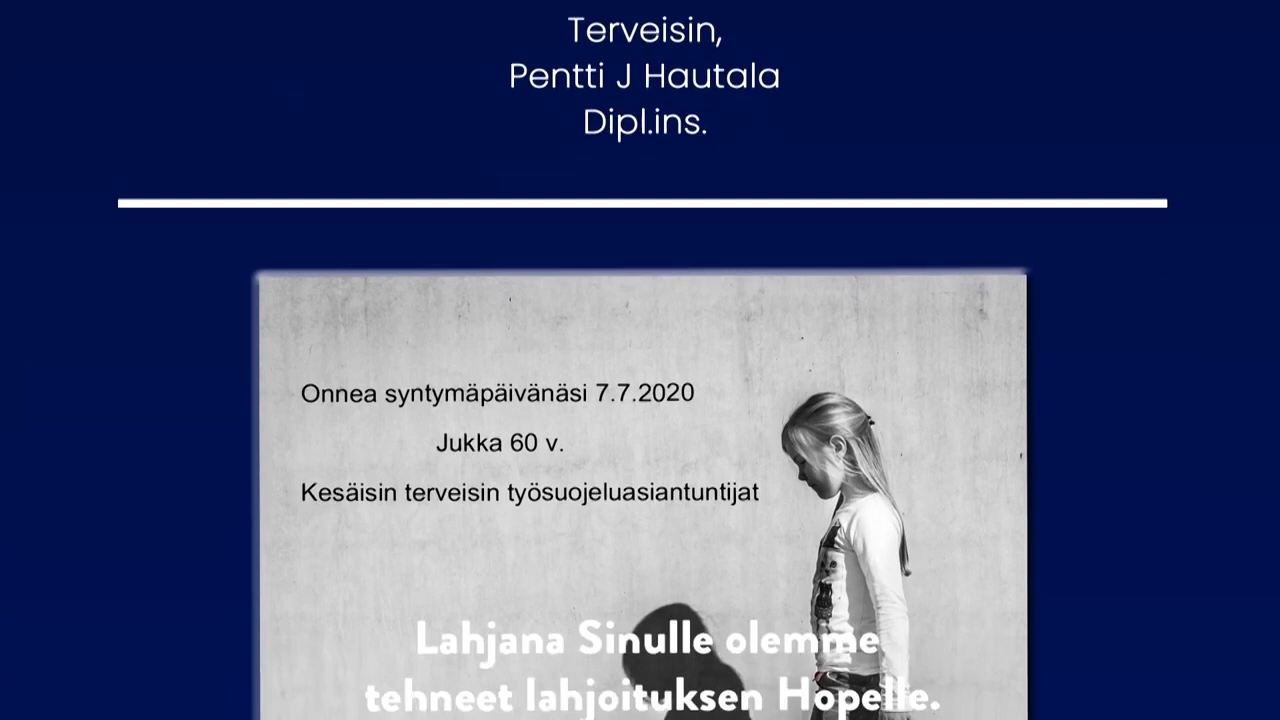 Terveisin,
Pentti J Hautala
Dipl.ins.
Onnea syntymäpäivänäsi 7.7.2020
Jukka 60 v.
Kesäisin terveisin työsuojeluasiantuntijat
Lahjana Sinulle olemme
tehneet lahjoituksen Hopelle.